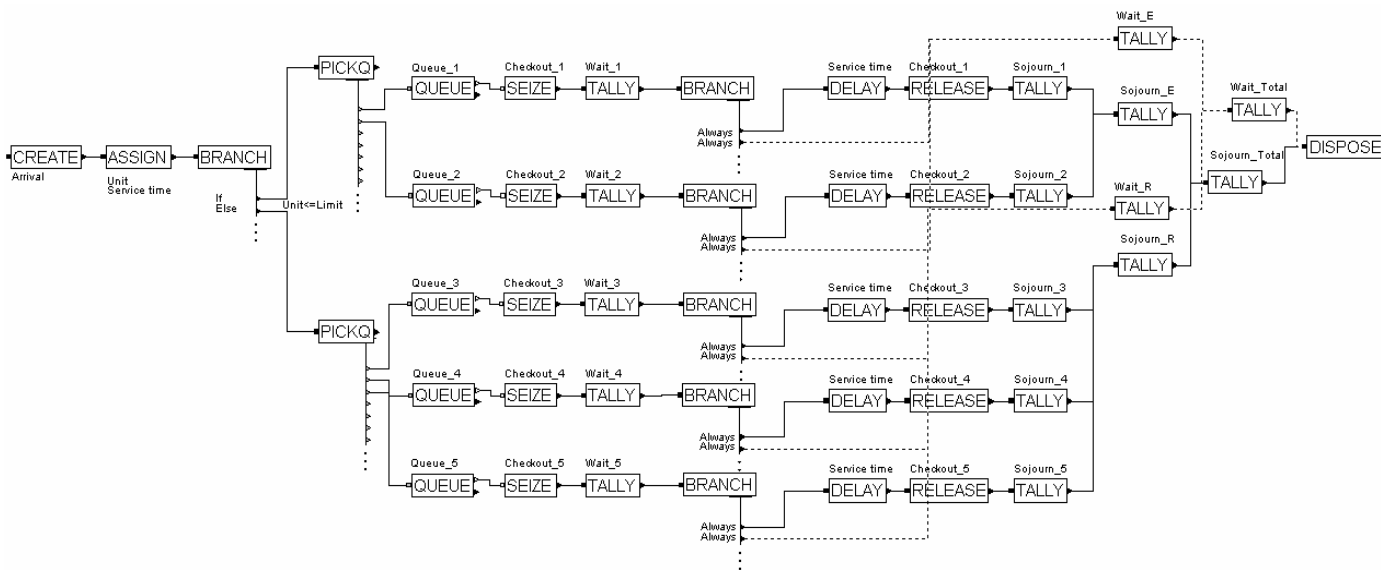 Wait_E
TALLY
PICKQ
Queue_1 Checkout_1 Wait_1 Service time Checkout_1 Sojourn_1
QUEUE SEIZE TALLY BRANCH DELAY RELEASE TALLY
Sojourn_E Wait_Total
TALLY TALLY
Always
Always
CREATE ASSIGN BRANCH DISPOSE
Arrival
Unit
Service time
Sojourn_Total
TALLY
Queue_2 Checkout_2 Wait_2 Service time Checkout_2 Sojourn_2
QUEUE SEIZE TALLY BRANCH DELAY RELEASE TALLY
Wait_R
TALLY
If Unit<=Limit
Else
Always
Always
Sojourn_R
TALLY
Queue_3 Checkout_3 Wait_3 Service time Checkout_3 Sojourn_3
QUEUE SEIZE TALLY BRANCH DELAY RELEASE TALLY
PICKQ
Always
Always
Queue_4 Checkout_4 Wait_4 Service time Checkout_4 Sojourn_4
QUEUE SEIZE TALLY BRANCH DELAY RELEASE TALLY
Always
Always
Queue_5 Checkout_5 Wait_5 Service time Checkout_5 Sojourn_5
QUEUE SEIZE TALLY BRANCH DELAY RELEASE TALLY
Always
Always